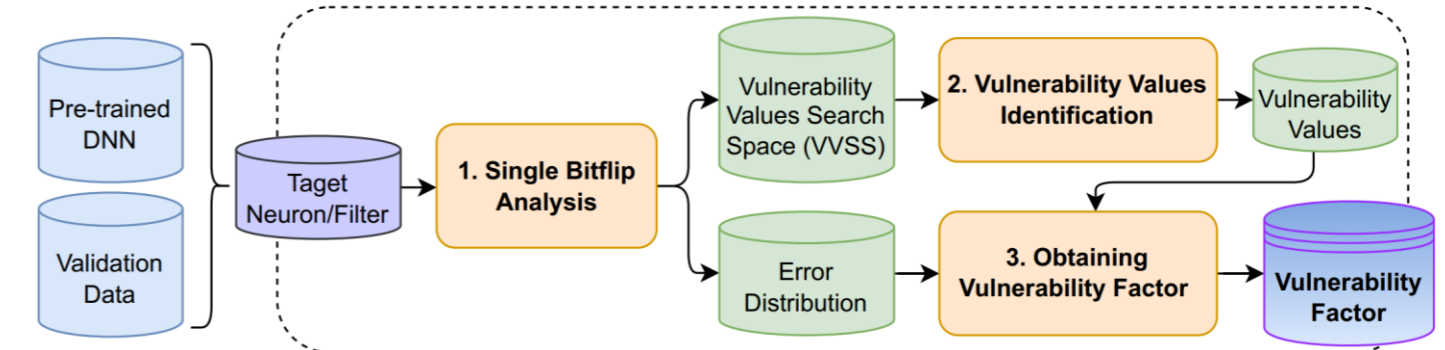 Pre-trained
DNN
Validation
Data
Taget
Neuron/Filter
1. Single Bitflip
Analysis
Vulnerability
Values Search
Space (VVSS)
Error
Distribution
2. Vulnerability Values
Identification
Vulnerability
Values
3. Obtaining
Vulnerability Factor
Vulnerability
Factor